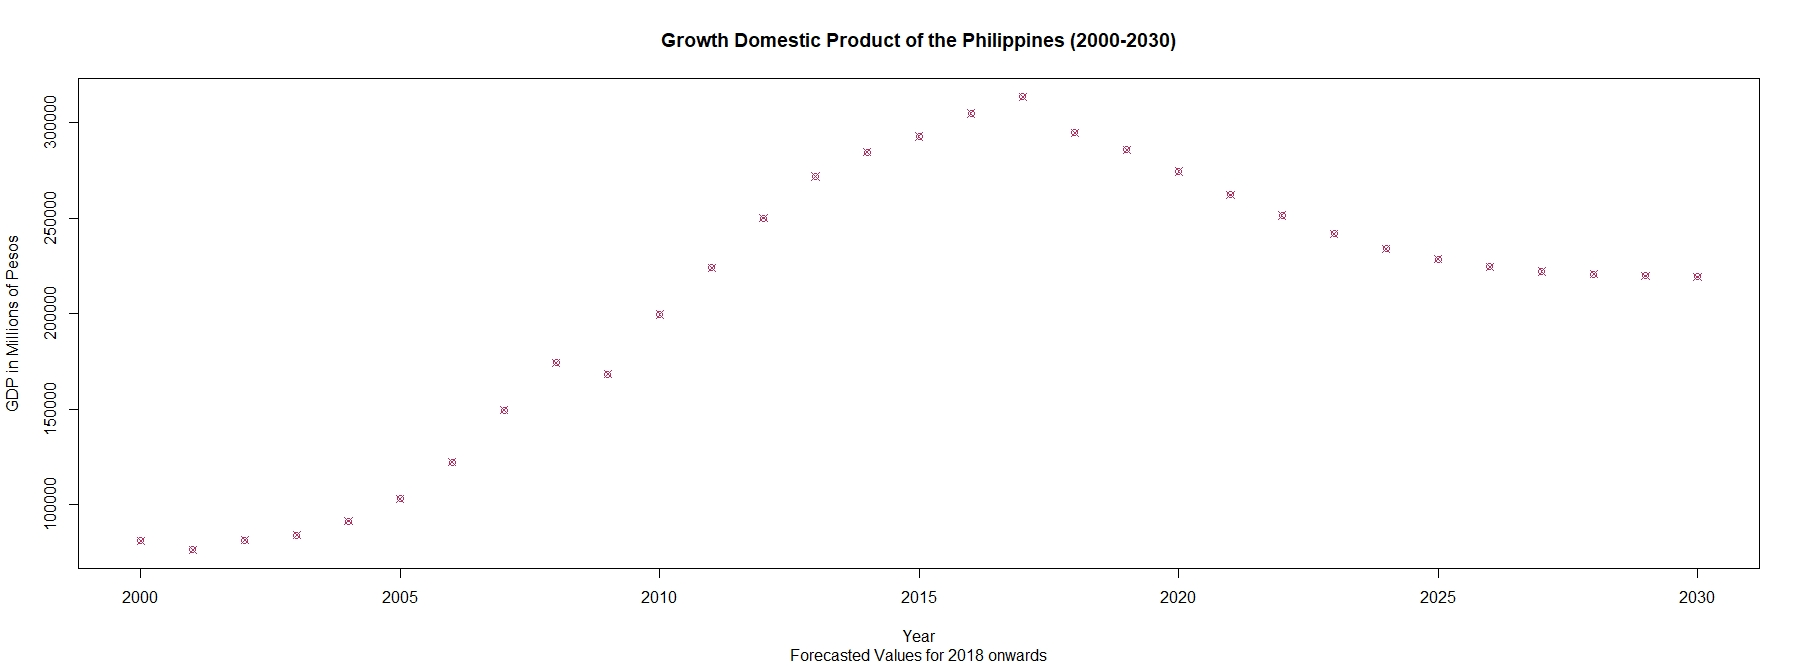 Growth Domestic Product of the Philippines (2000-2030)
GDP in Millions of Pesos
300000
250000
200000
150000
100000
2000 2005 2010 2015 2020 2025 2030
Year
Forecasted Values for 2018 onwards